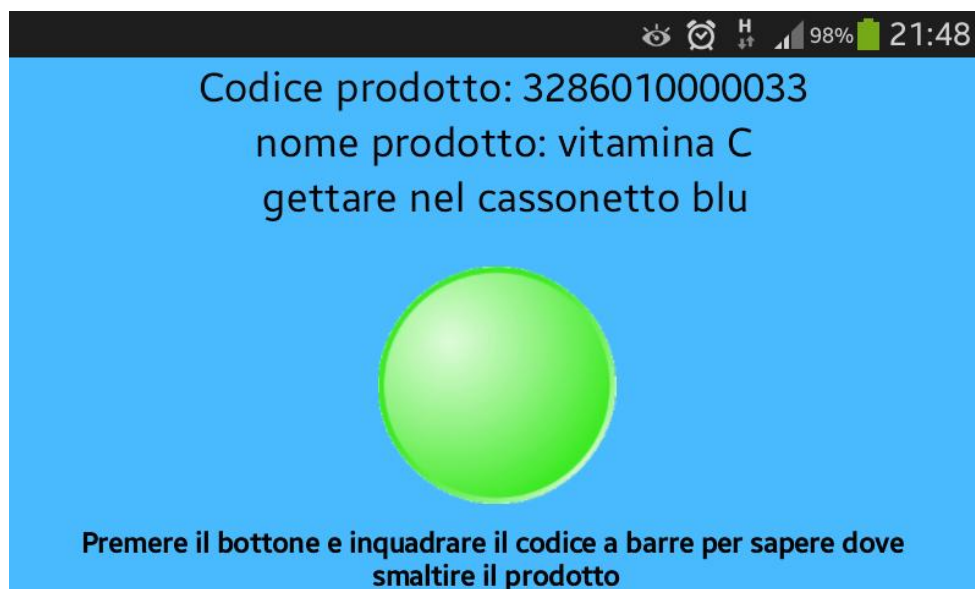 H 98% 21:48
Codice prodotto: 3286010000033
nome prodotto: vitamina C
gettare nel cassonetto blu
Premere il bottone e inquadrare il codice a barre per sapere dove
smaltire il prodotto